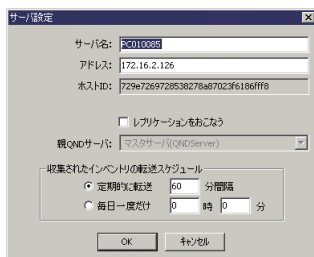 サーバ設定
サーバ名: PC010085
アドレス: 172.16.2.126
ホストID: 729e7269728538278a87023f6186fff8
レプリケーションをおこなう
親QNDサーバ: マスタサーバ(QNDServer)
収集されたインベントリの転送スケジュール
定期的に転送 60 分間隔
毎日一度だけ 0 時 0 分
OK キャンセル